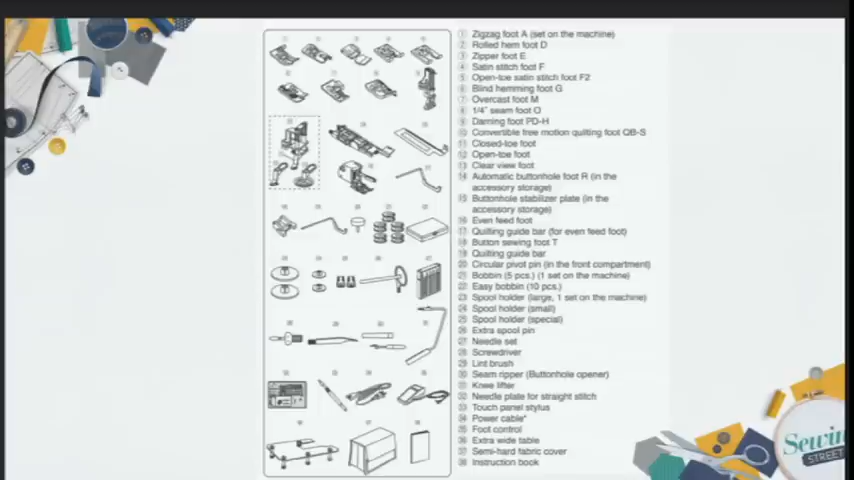 ① Zigzag foot A (set on the machine)
② Rolled hem foot D
③ Zipper foot E
④ Satin stitch foot F
⑤ Open-toe satin stitch foot F2
⑥ Blind hemming foot G
⑦ Overcast foot M
⑧ 1/4" seam foot O
⑨ Darning foot PD-H
⑩ Convertible free motion quilting foot QB-S
⑪ Closed-toe foot
⑫ Open-toe foot
⑬ Clear view foot
⑭ Automatic buttonhole foot R (in the
accessory storage)
⑮ Buttonhole stabilizer plate (in the
accessory storage)
⑯ Even feed foot
⑰ Quilting guide bar (for even feed foot)
⑱ Button sewing foot T
⑲ Quilting guide bar
⑳ Circular pivot pin (in the front compartment)
㉑ Bobbin (5 pcs.) (1 set on the machine)
㉒ Easy bobbin (10 pcs.)
㉓ Spool holder (large, 1 set on the machine)
㉔ Spool holder (small)
㉕ Spool holder (special)
㉖ Extra spool pin
㉗ Needle set
㉘ Screwdriver
㉙ Lint brush
㉚ Seam ripper (Buttonhole opener)
㉛ Knee lifter
㉜ Needle plate for straight stitch
㉝ Touch panel stylus
㉞ Power cable*
㉟ Foot control
㊱ Extra wide table
㊲ Semi-hard fabric cover
㊳ Instruction book
Sewin
STREET